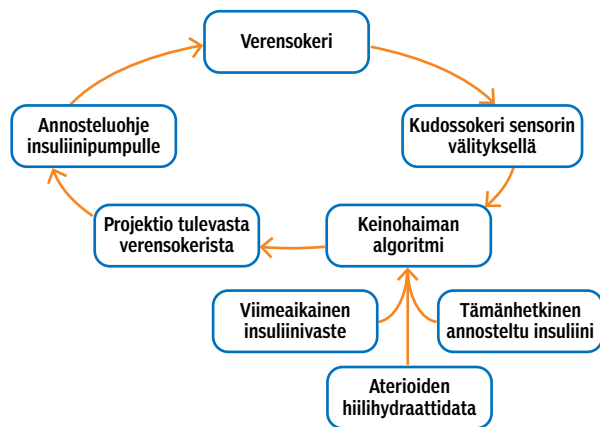 Verensokeri
Annosteluohje
insuliinipumpulle
Kudossokeri sensorin
välityksellä
Projektio tulevasta
verensokerista
Keinohaiman
algoritmi
Viimeaikainen
insuliinivaste
Tämänhetkinen
annosteltu insuliini
Aterioiden
hiilihydraattidata